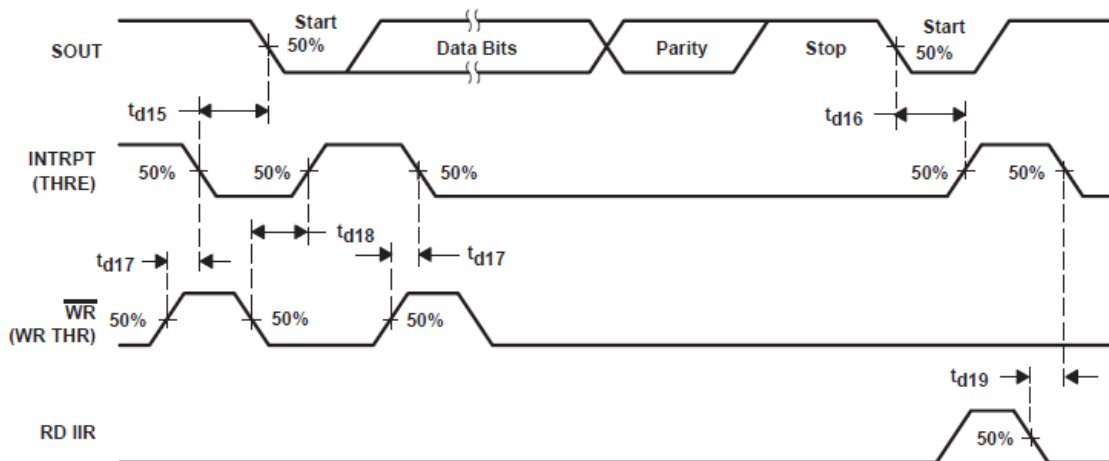 Start
Start
SOUT
50%
Data Bits
Parity
Stop
50%
td15
td16
INTRPT
(THRE)
50%
50%
50%
50%
50%
td18
td17
td17
WR
(WR THR)
50%
50%
50%
td19
RD IIR
50%